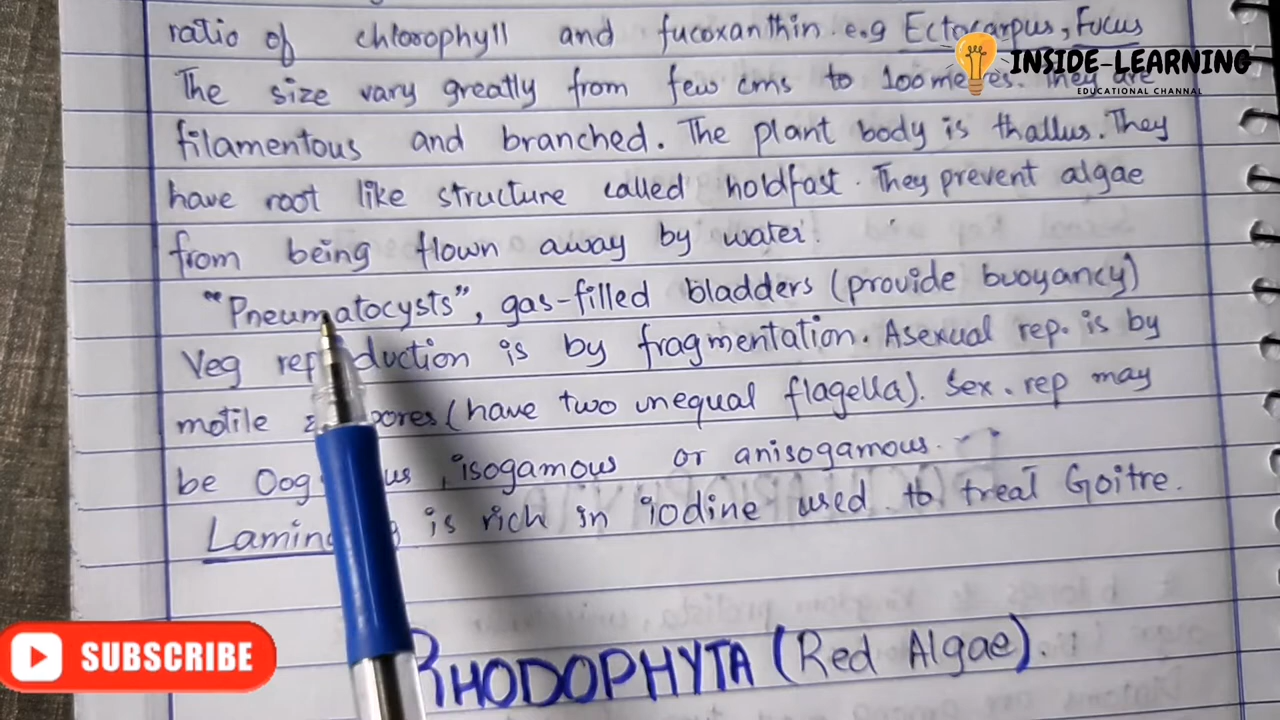 ratio of chlorophyll and fucoxanthin e.g Ectocarpus, Fucus
INSIDE-LEARNING
EDUCATIONAL CHANNEL
The size vary greatly from few cms to 100 metres. They are
filamentous and branched. The plant body is thallus. They
have root like structure called holdfast. They prevent algae
from being flown away by water.
"Pneumatocysts", gas-filled bladders (provide buoyancy)
Veg reproduction is by fragmentation. Asexual rep. is by
motile (have two unequal flagella). Sex. rep may
be isogamous or anisogamous.
is rich in iodine used to treat Goitre.
SUBSCRIBE
RHODOPHYTA (Red Algae).